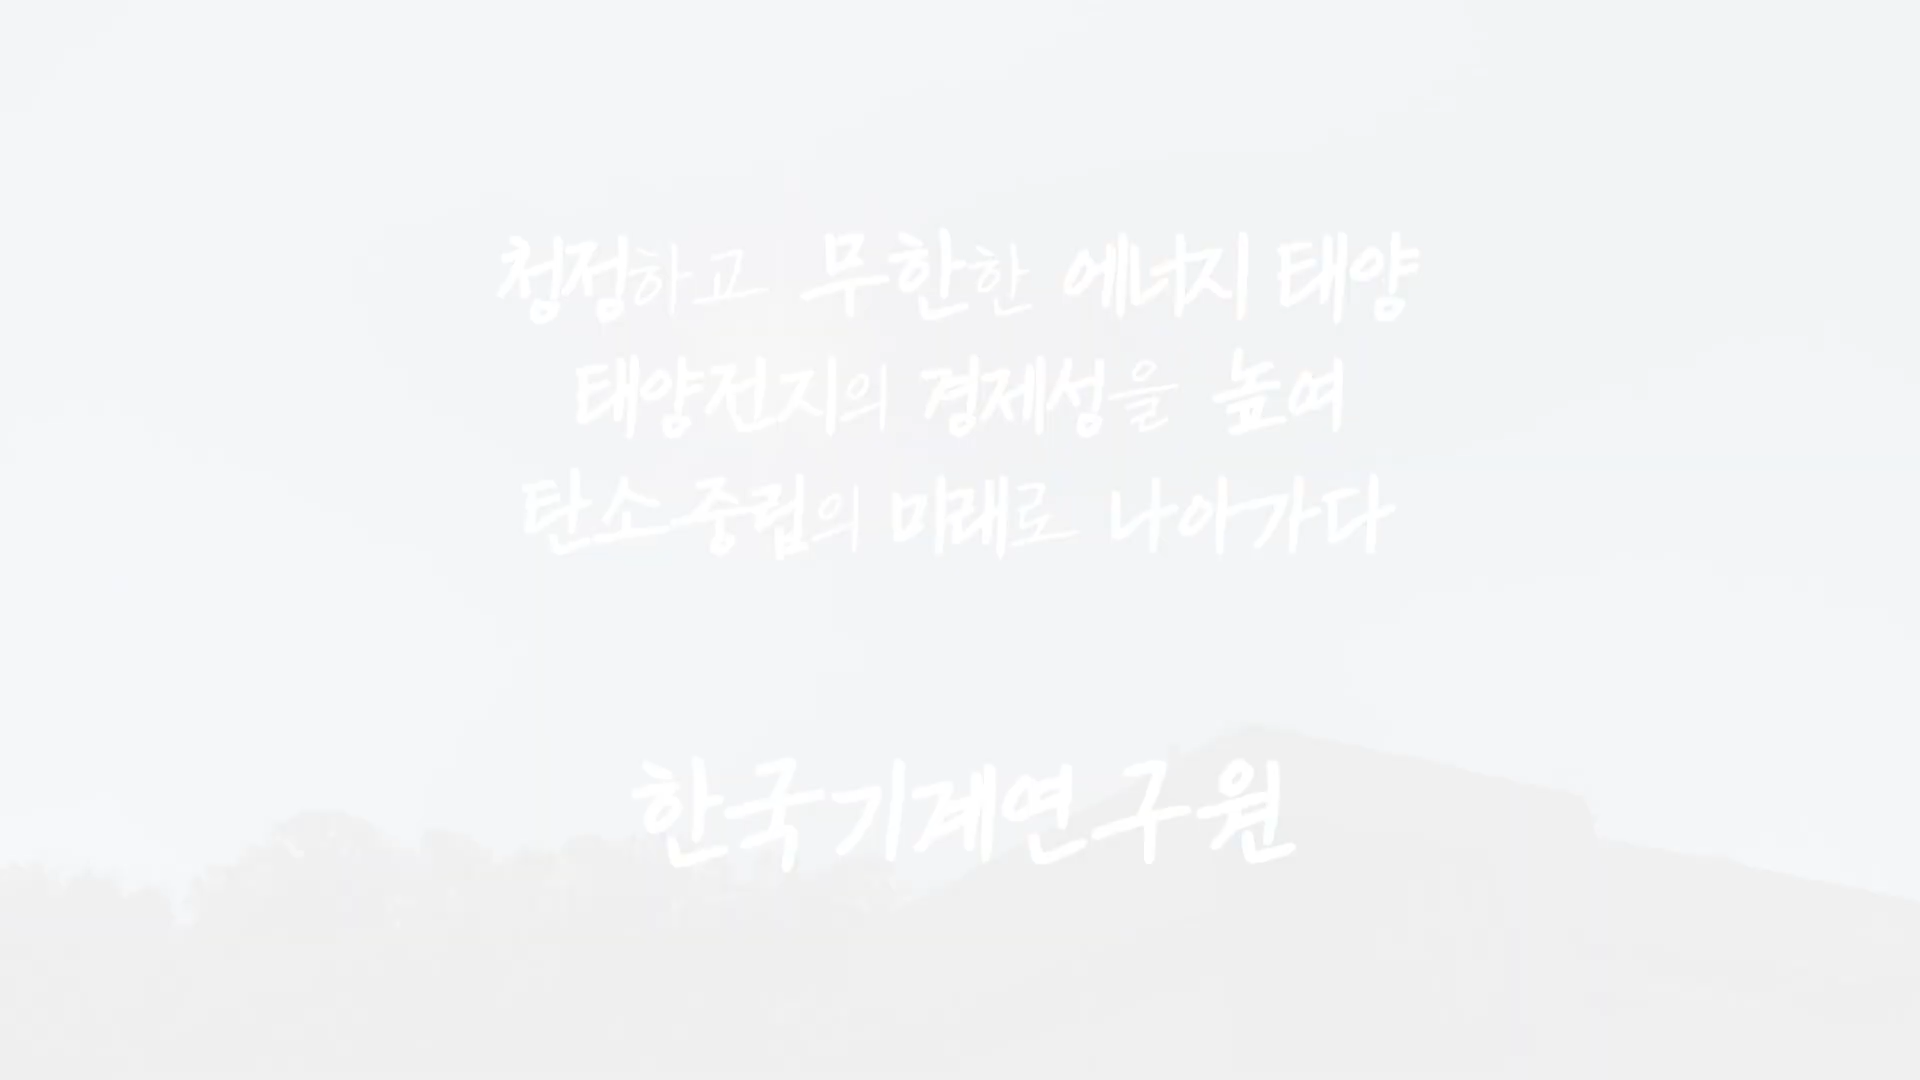 청정하고 무한한 에너지 태양
태양전지의 경제성을 높여
탄소중립의 미래로 나아가다
한국기계연구원